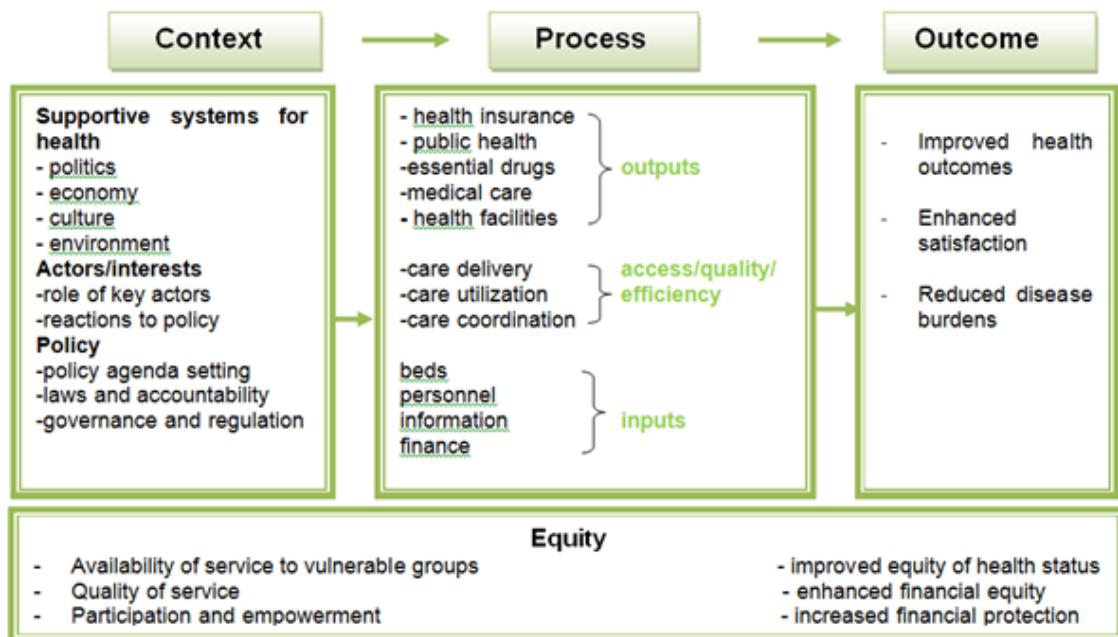 Context
Process
Outcome
Supportive systems for
health
- politics
- economy
- culture
- environment
Actors/interests
-role of key actors
-reactions to policy
Policy
-policy agenda setting
-laws and accountability
-governance and regulation
- health insurance
- public health
-essential drugs
-medical care
- health facilities
outputs
-care delivery
-care utilization
-care coordination
access/quality/
efficiency
beds
personnel
information
finance
inputs
- Improved health
outcomes
- Enhanced
satisfaction
- Reduced disease
burdens
Equity
- Availability of service to vulnerable groups
- Quality of service
- Participation and empowerment
- improved equity of health status
- enhanced financial equity
- increased financial protection